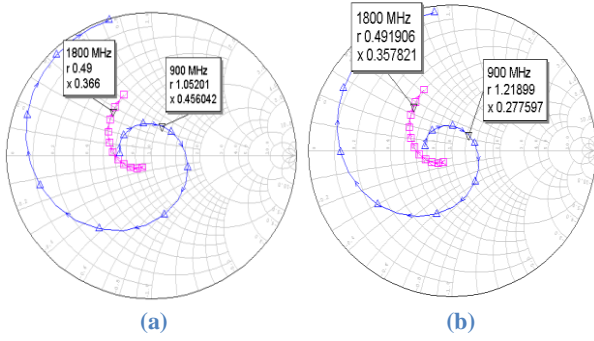 1800 MHz
r 0.49
x 0.366
900 MHz
r 1.05201
x 0.456042
(a)
1800 MHz
r 0.491906
x 0.357821
900 MHz
r 1.21899
x 0.277597
(b)